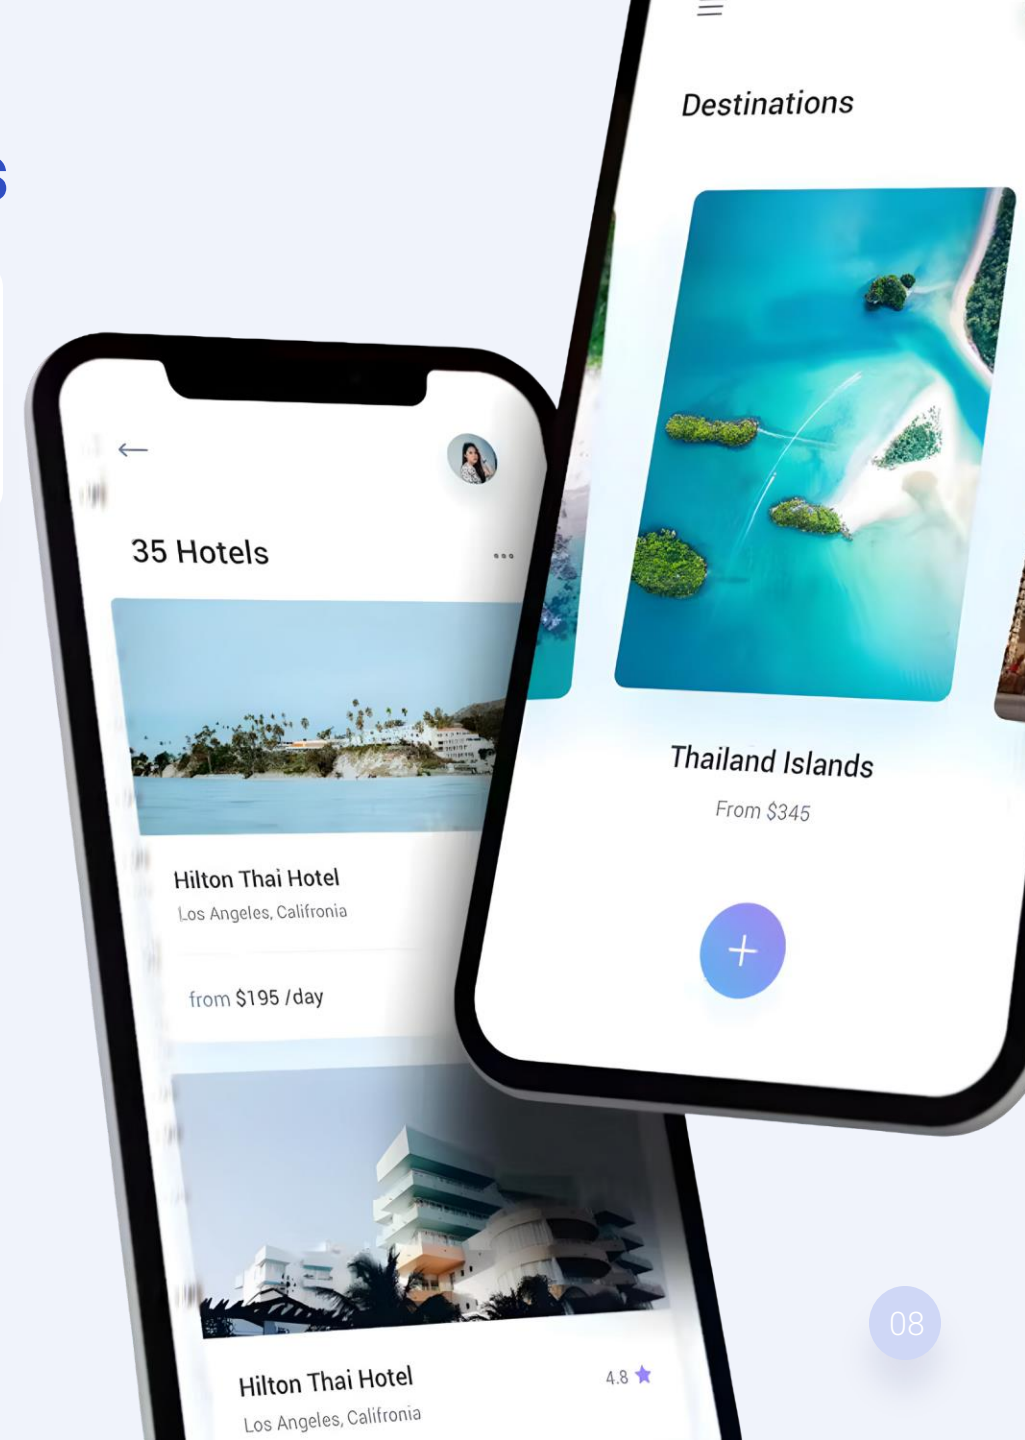 s
Destinations
Thailand Islands
From $345
35 Hotels
Hilton Thai Hotel
Los Angeles, Califronia
from $195 /day
Hilton Thai Hotel
4.8
Los Angeles, Califronia
08